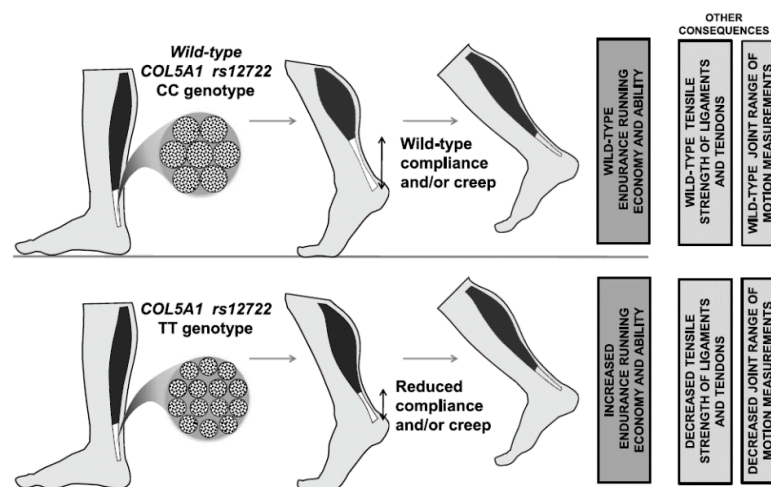 OTHER
CONSEQUENCES
Wild-type
COL5A1 rs12722
CC genotype
Wild-type
compliance
and/or creep
WILD-TYPE
ENDURANCE RUNNING
ECONOMY AND ABILITY
WILD-TYPE TENSILE
STRENGTH OF LIGAMENTS
AND TENDONS
WILD-TYPE JOINT RANGE OF
MOTION MEASUREMENTS
COL5A1 rs12722
TT genotype
Reduced
compliance
and/or creep
INCREASED
ENDURANCE RUNNING
ECONOMY AND ABILITY
DECREASED TENSILE
STRENGTH OF LIGAMENTS
AND TENDONS
DECREASED JOINT RANGE OF
MOTION MEASUREMENTS